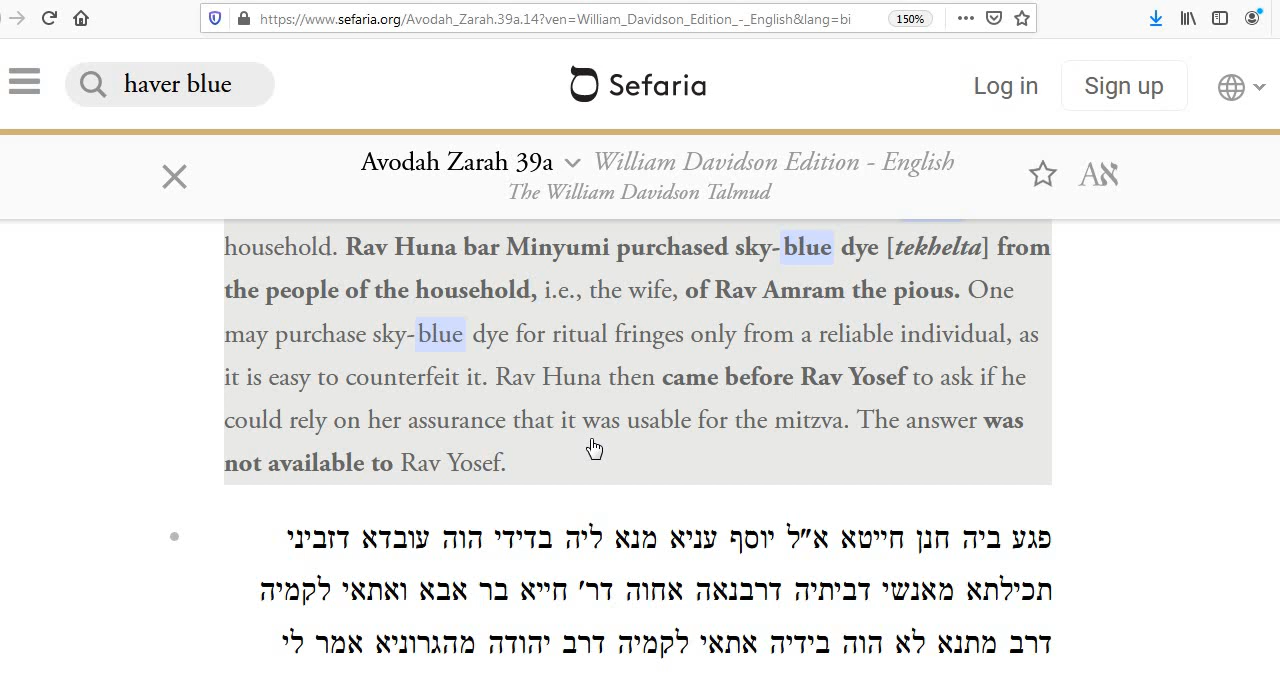 https://www.sefaria.org/Avodah_Zarah.39a.14?ven=William_Davidson_Edition_-_English&lang=bi
150%
haver blue
Sefaria
Log in
Sign up
Avodah Zarah 39a William Davidson Edition - English
The William Davidson Talmud
Aא
household. Rav Huna bar Minyumi purchased sky-blue dye [tekhelta] from
the people of the household, i.e., the wife, of Rav Amram the pious. One
may purchase sky-blue dye for ritual fringes only from a reliable individual, as
it is easy to counterfeit it. Rav Huna then came before Rav Yosef to ask if he
could rely on her assurance that it was usable for the mitzva. The answer was
not available to Rav Yosef.
פגע ביה חנן חייטא א"ל יוסף עניא מנא ליה בדידי הוה עובדא דזביני
תכילתא מאנשי דביתיה דרבנאה אחוה דר' חייא בר אבא ואתאי לקמיה
דרב מתנא לא הוה בידיה אתאי לקמיה דרב יהודה מהגרוניא אמר לי